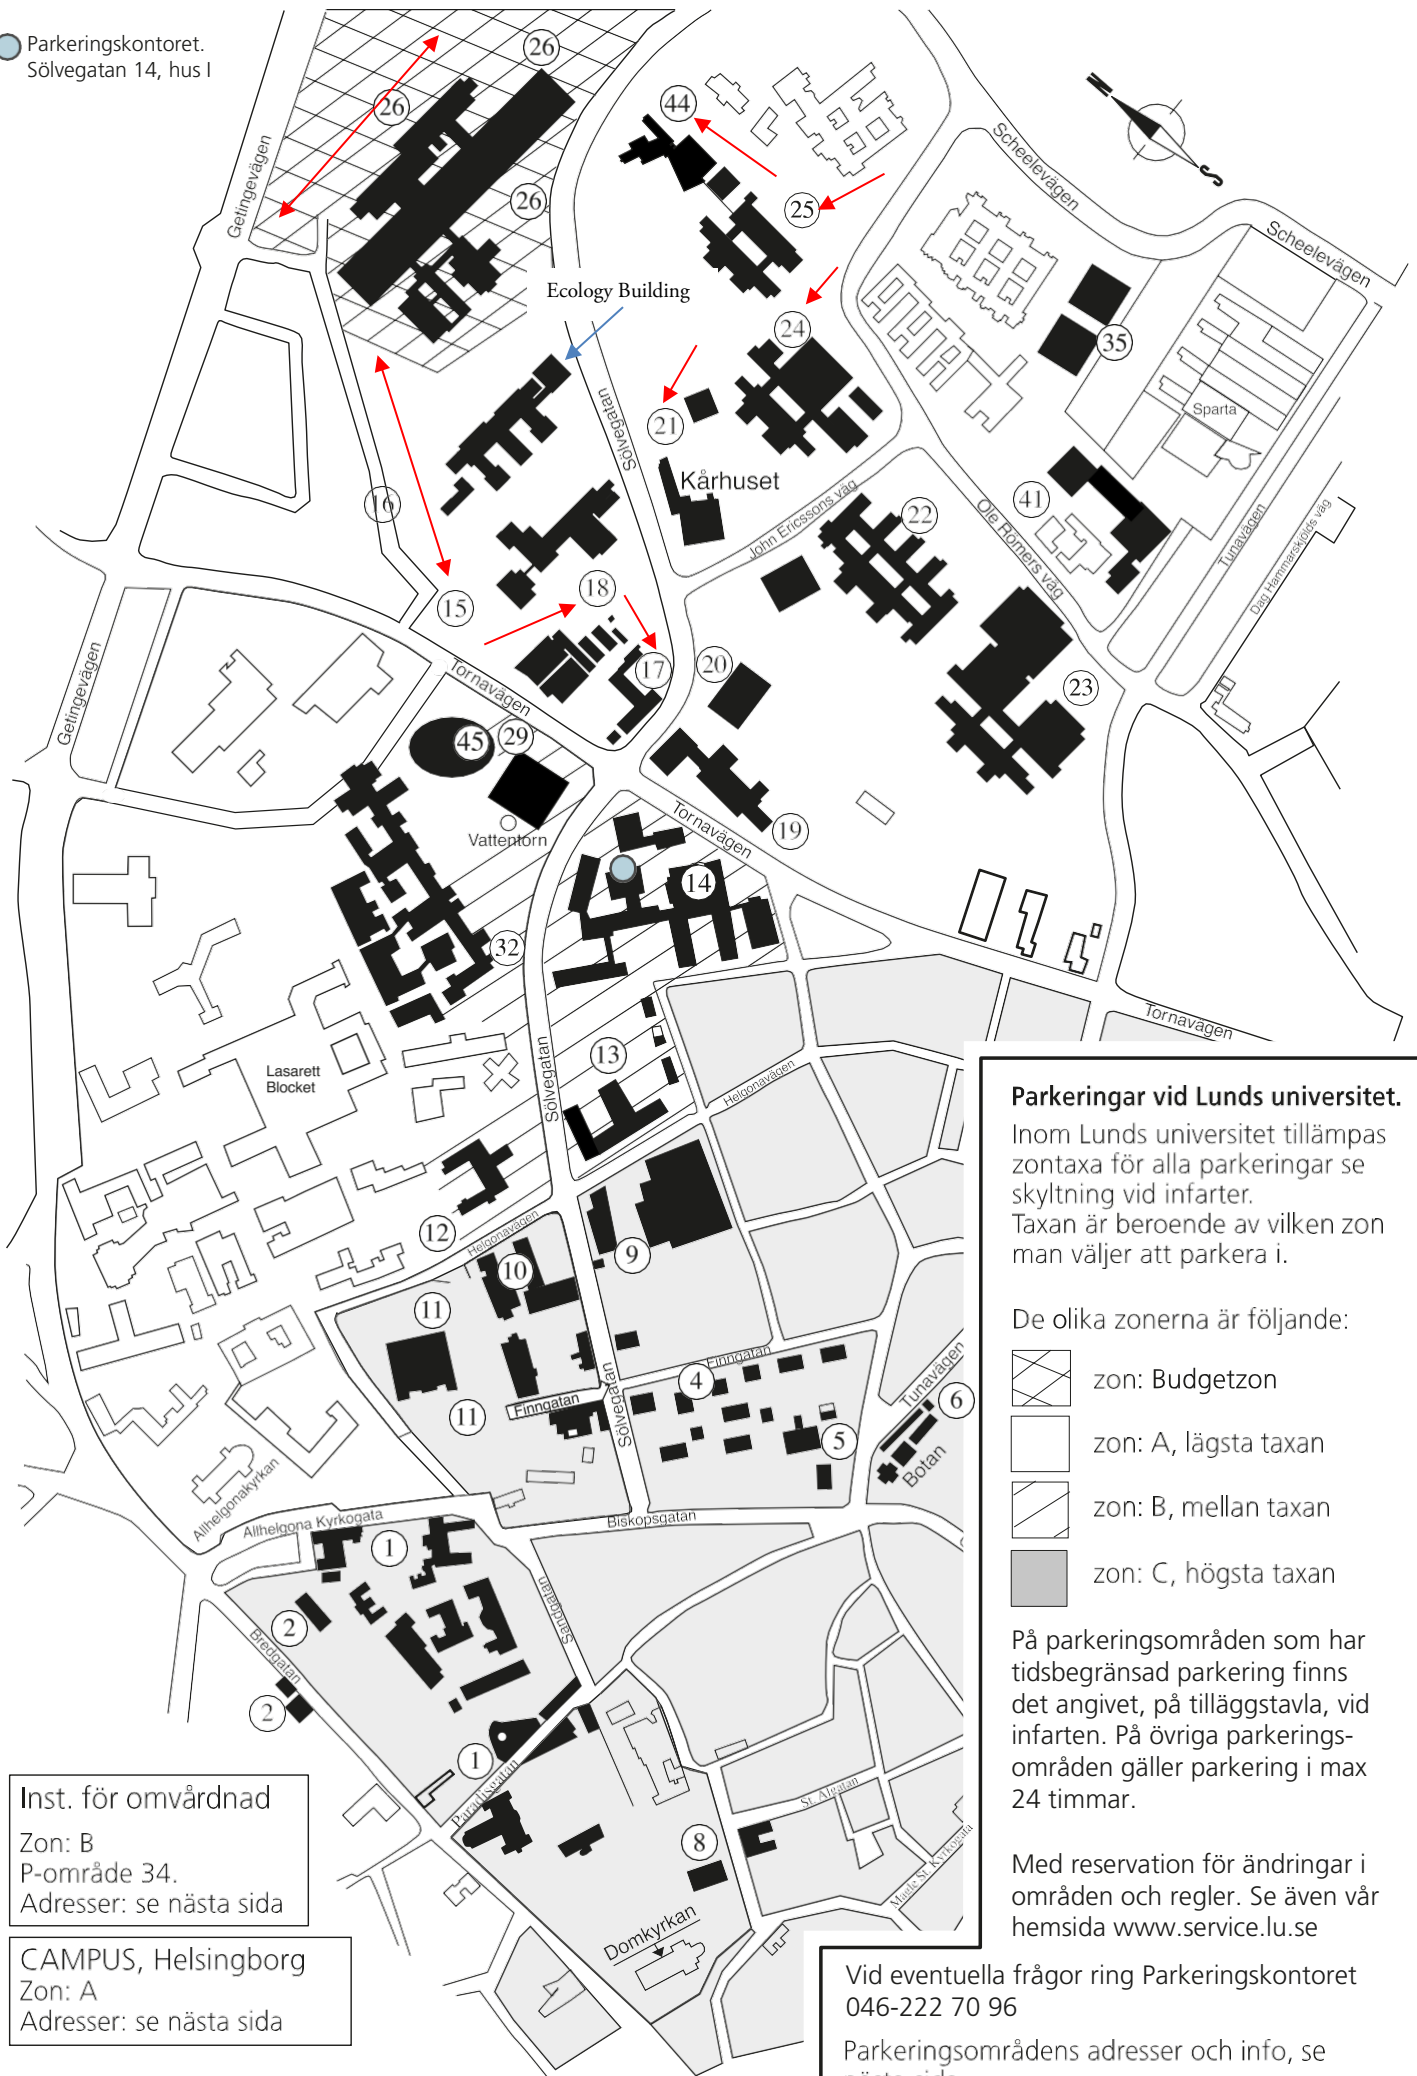 Parkeringskontoret.
Sölvegatan 14, hus I
26
44
N
S
Scheelevägen
26
Getingevägen
26
25
Scheelevägen
Ecology Building
24
35
Sölvegatan
21
Sparta
Kårhuset
16
41
22
John Ericssons väg
Ole Römers väg
Tunavägen
Dag Hammarskjölds väg
15
18
17
20
23
Getingevägen
Tornavägen
45
29
Vattentorn
19
Tornavägen
14
32
Tornavägen
Lasarett
Blocket
Sölvegatan
13
Helgonavägen
12
Helgonavägen
9
10
11
11
Finngatan
Finngatan
4
Tunavägen
6
5
Botan
Sölvegatan
Allhelgonakyrkan
Allhelgona Kyrkogata
Biskopsgatan
1
Sandgatan
2
Bredgatan
2
1
Paradisgatan
St. Algatan
8
Magle St. Kyrkogata
Domkyrkan
Inst. för omvårdnad
Zon: B
P-område 34.
Adresser: se nästa sida
CAMPUS, Helsingborg
Zon: A
Adresser: se nästa sida
Parkeringar vid Lunds universitet.
Inom Lunds universitet tillämpas
zontaxa för alla parkeringar se
skyltning vid infarter.
Taxan är beroende av vilken zon
man väljer att parkera i.
De olika zonerna är följande:
zon: Budgetzon
zon: A, lägsta taxan
zon: B, mellan taxan
zon: C, högsta taxan
På parkeringsområden som har
tidsbegränsad parkering finns
det angivet, på tilläggstavla, vid
infarten. På övriga parkerings-
områden gäller parkering i max
24 timmar.
Med reservation för ändringar i
områden och regler. Se även vår
hemsida www.service.lu.se
Vid eventuella frågor ring Parkeringskontoret
046-222 70 96
Parkeringsområdens adresser och info, se